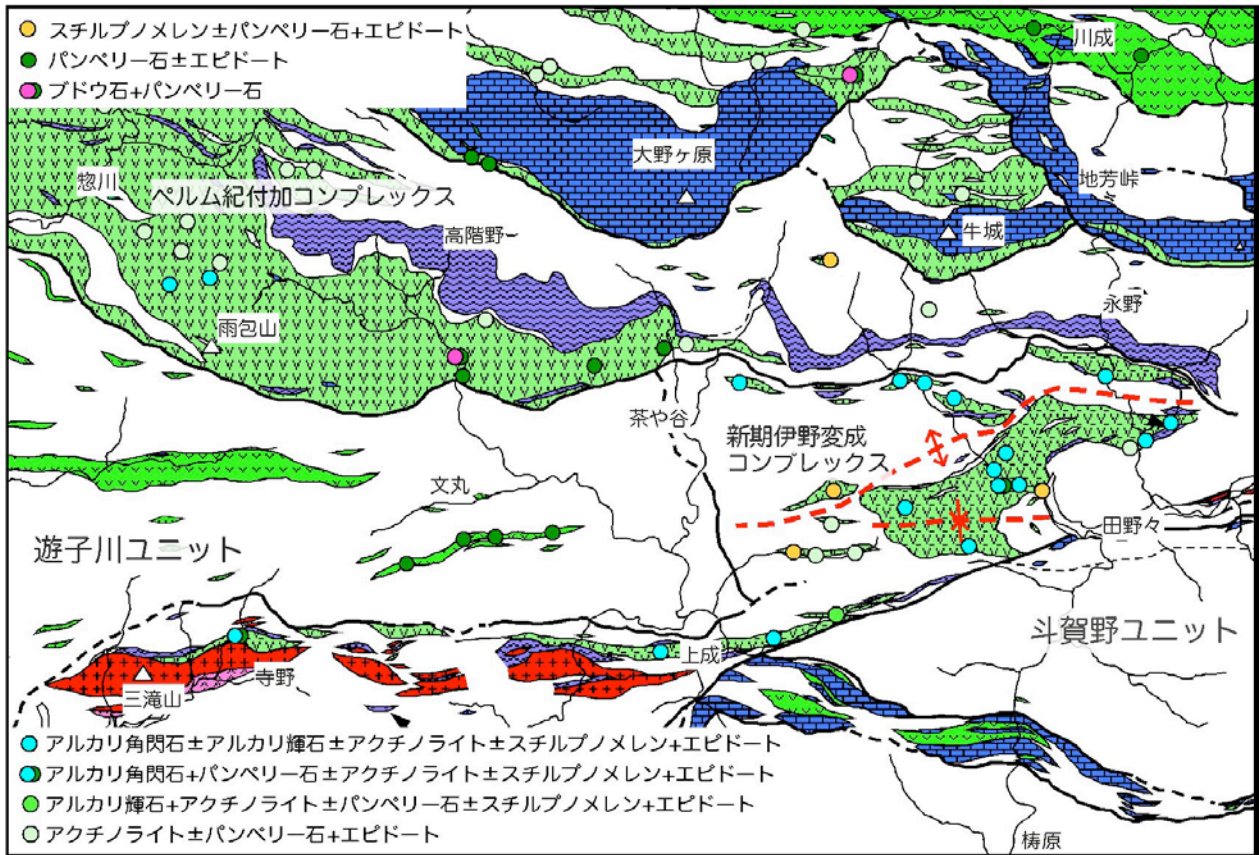 スチルプノメレン±パンペリー石+エピドート
パンペリー石±エピドート
ブドウ石+パンペリー石
川成
大野ヶ原
惣川
ペルム紀付加コンプレックス
地芳峠
高階野
牛城
永野
雨包山
茶や谷
新期伊野変成
コンプレックス
文丸
田野々
遊子川ユニット
斗賀野ユニット
上成
寺野
三滝山
アルカリ角閃石±アルカリ輝石±アクチノライト±スチルプノメレン+エピドート
アルカリ角閃石+パンペリー石±アクチノライト±スチルプノメレン+エピドート
アルカリ輝石+アクチノライト±パンペリー石±スチルプノメレン+エピドート
アクチノライト±パンペリー石+エピドート
梼原